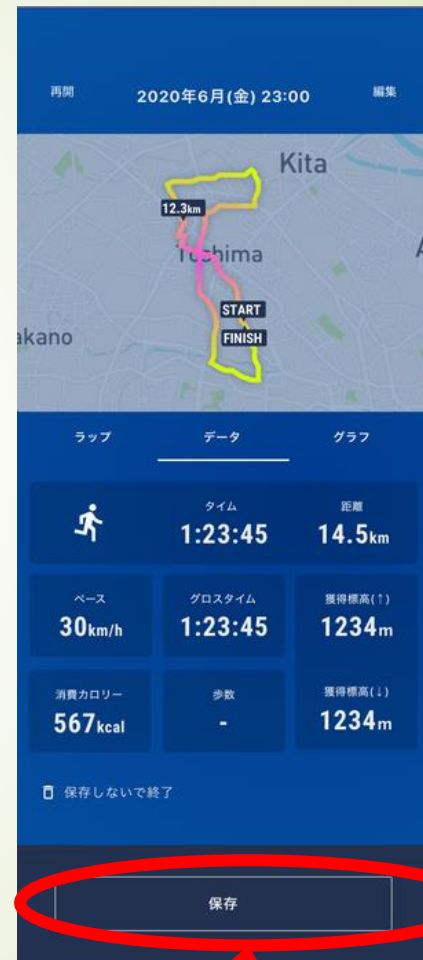 再開 2020年6月(金) 23:00 編集
Kita
12.3km
Toshima
START
akano FINISH
ラップ データ グラフ
タイム 距離
1:23:45 14.5km
ペース グロスタイム 獲得標高(↑)
30km/h 1:23:45 1234m
消費カロリー 歩数 獲得標高(↓)
567kcal - 1234m
保存しないで終了
保存